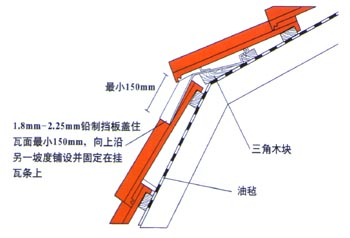 最小150mm
1.8mm-2.25mm铅制挡板盖住
瓦面最小150mm，向上沿
另一坡度铺设并固定在挂
瓦条上
三角木块
油毡